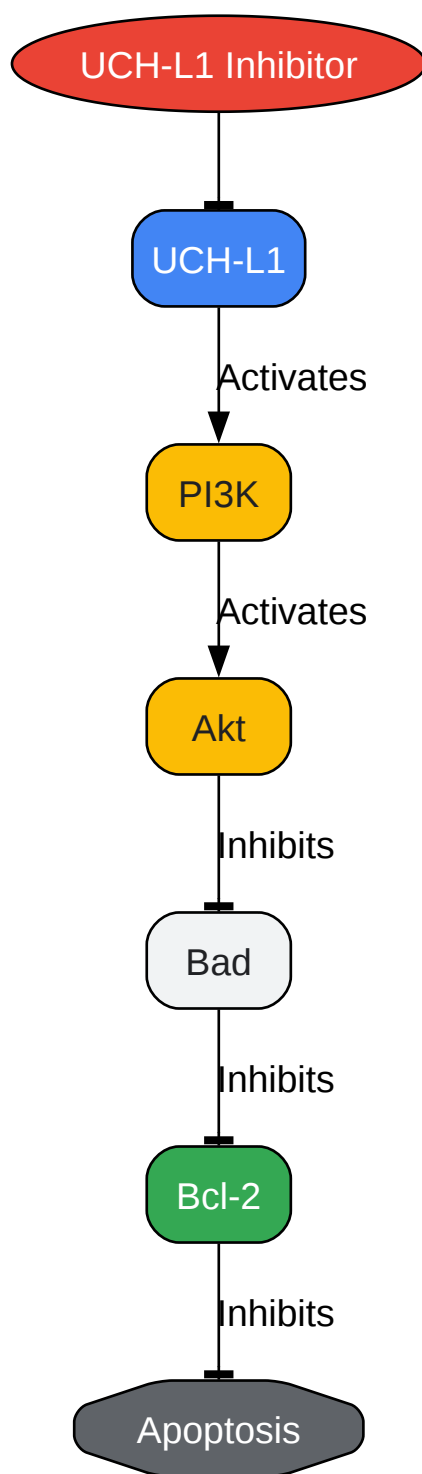 UCH-L1 Inhibitor
UCH-L1
Activates
PI3K
Activates
Akt
Inhibits
Bad
Inhibits
Bcl-2
Inhibits
Apoptosis